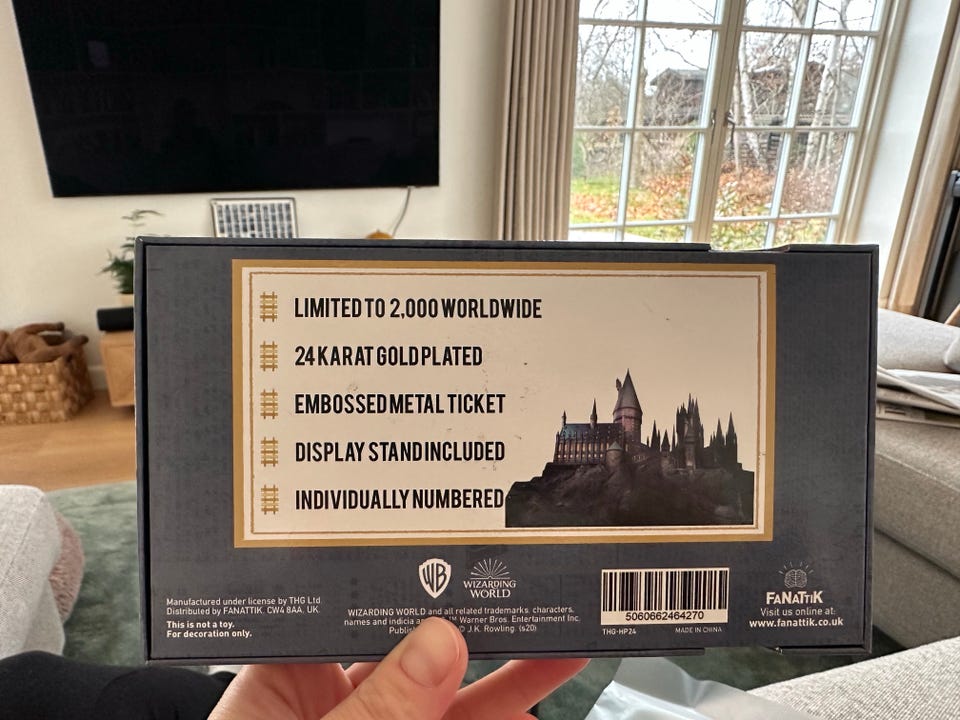 LIMITED TO 2,000 WORLDWIDE
24 KARAT GOLD PLATED
EMBOSSED METAL TICKET
DISPLAY STAND INCLUDED
INDIVIDUALLY NUMBERED
Manufactured under license by THG Ltd
Distributed by FANATTIK. CW4 8AA. UK.
This is not a toy.
For decoration only.
WB
WIZARDING
WORLD
WIZARDING WORLD and all related trademarks, characters,
names and indicia are Warner Bros. Entertainment Inc.
Publis © J.K. Rowling. (s20)
5060662464270
THG-HP24 MADE IN CHINA
FANATTIK
Visit us online at:
www.fanattik.co.uk